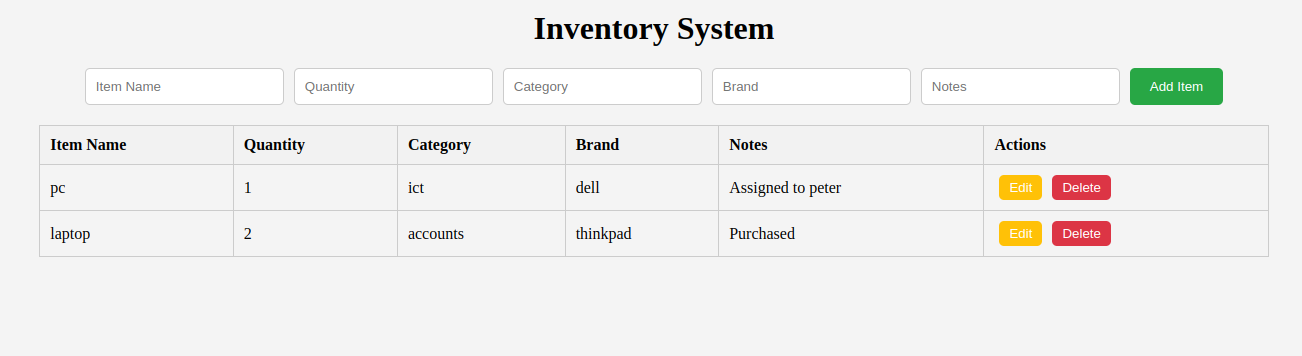 Inventory System
Item Name Quantity Category Brand Notes Add Item
Item Name Quantity Category Brand Notes Actions
pc 1 ict dell Assigned to peter Edit Delete
laptop 2 accounts thinkpad Purchased Edit Delete